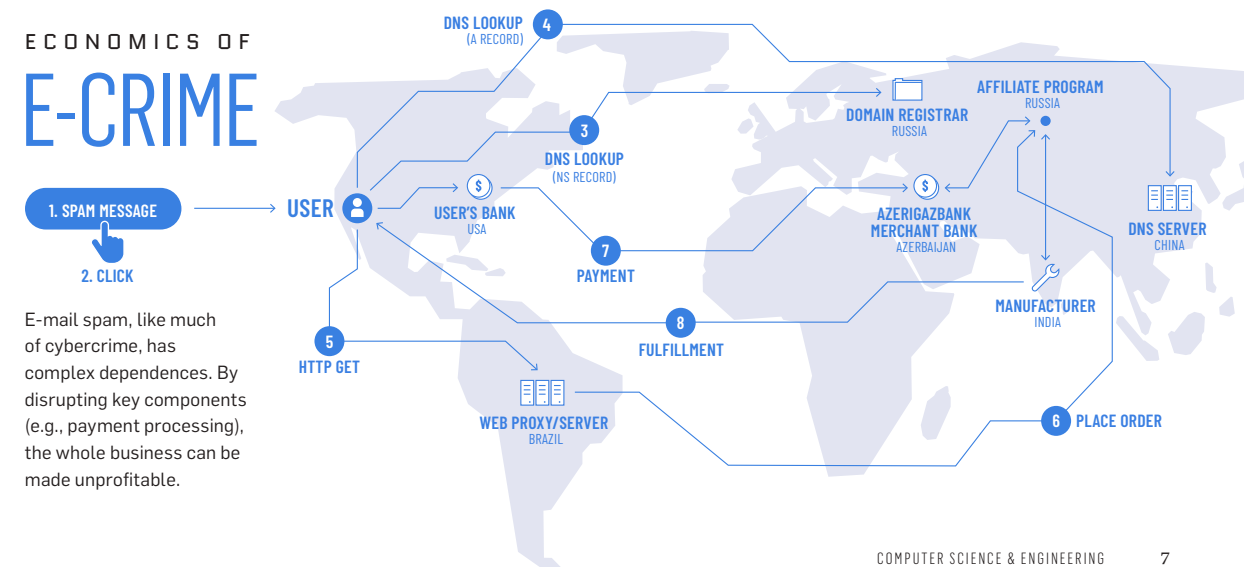 ECONOMICS OF
E-CRIME
1. SPAM MESSAGE
2. CLICK
E-mail spam, like much
of cybercrime, has
complex dependences. By
disrupting key components
(e.g., payment processing),
the whole business can be
made unprofitable.
USER
DNS LOOKUP
(A RECORD)
4
3
DNS LOOKUP
(NS RECORD)
DOMAIN REGISTRAR
RUSSIA
AFFILIATE PROGRAM
RUSSIA
$
USER'S BANK
USA
$
AZERIGAZBANK
MERCHANT BANK
AZERBAIJAN
DNS SERVER
CHINA
7
PAYMENT
MANUFACTURER
INDIA
8
FULFILLMENT
5
HTTP GET
WEB PROXY/SERVER
BRAZIL
6 PLACE ORDER
COMPUTER SCIENCE & ENGINEERING 7